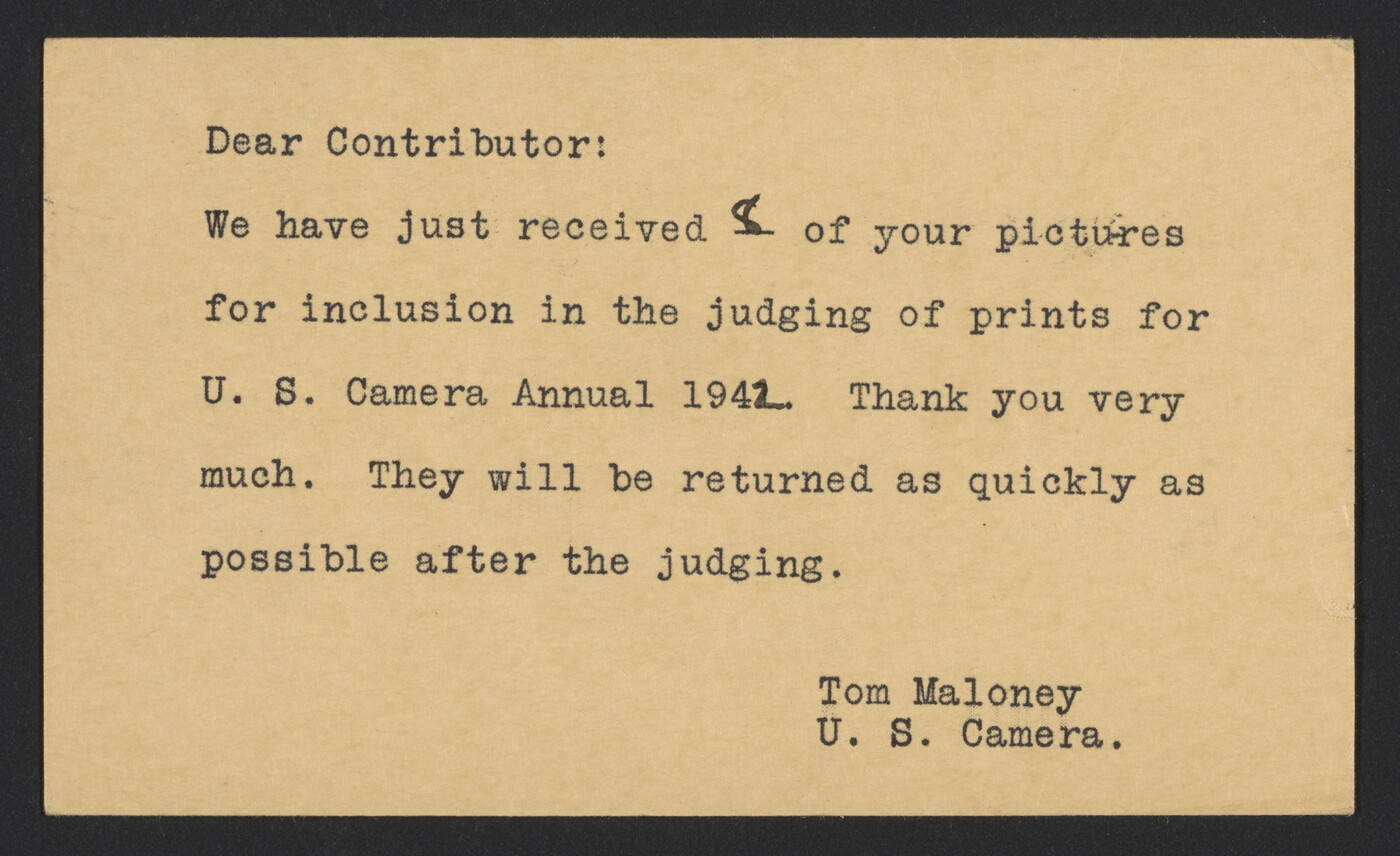 Dear Contributor:
We have just received 8 of your pictures
for inclusion in the judging of prints for
U. S. Camera Annual 1942. Thank you very
much. They will be returned as quickly as
possible after the judging.
Tom Maloney
U. S. Camera.